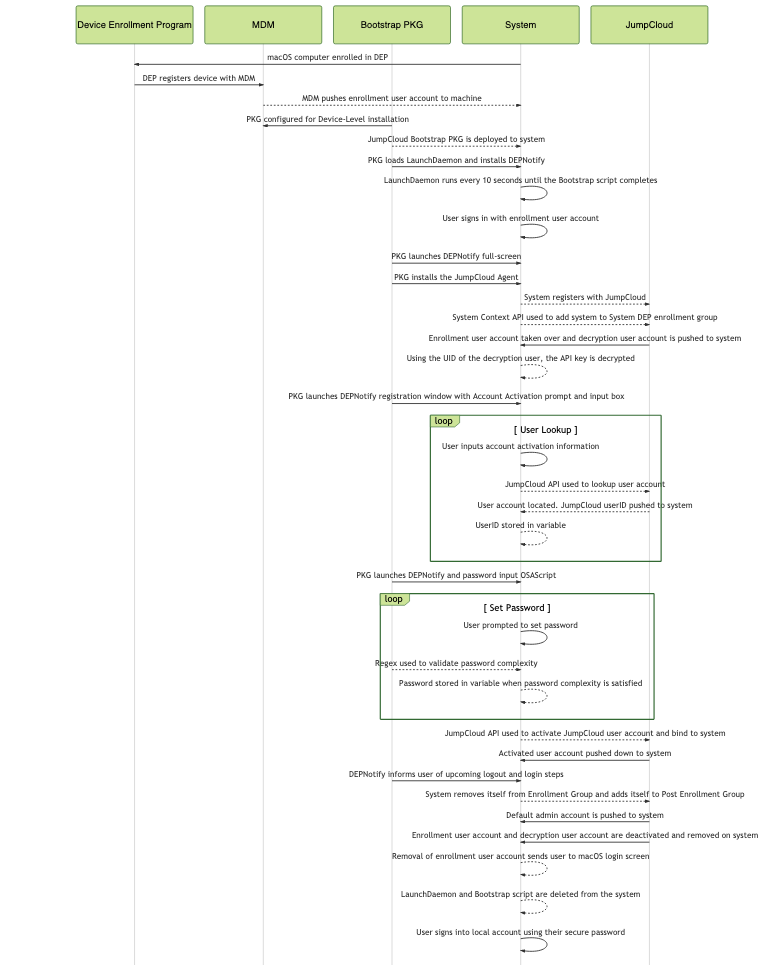 Device Enrollment Program
MDM
Bootstrap PKG
System
JumpCloud
macOS computer enrolled in DEP
DEP registers device with MDM
MDM pushes enrollment user account to machine
PKG configured for Device-Level installation
JumpCloud Bootstrap PKG is deployed to system
PKG loads LaunchDaemon and installs DEPNotify
LaunchDaemon runs every 10 seconds until the Bootstrap script completes
User signs in with enrollment user account
PKG launches DEPNotify full-screen
PKG installs the JumpCloud Agent
System registers with JumpCloud
System Context API used to add system to System DEP enrollment group
Enrollment user account taken over and decryption user account is pushed to system
Using the UID of the decryption user, the API key is decrypted
PKG launches DEPNotify registration window with Account Activation prompt and input box
loop
[ User Lookup ]
User inputs account activation information
JumpCloud API used to lookup user account
User account located. JumpCloud userID pushed to system
UserID stored in variable
PKG launches DEPNotify and password input OSAScript
loop
[ Set Password ]
User prompted to set password
Regex used to validate password complexity
Password stored in variable when password complexity is satisfied
JumpCloud API used to activate JumpCloud user account and bind to system
Activated user account pushed down to system
DEPNotify informs user of upcoming logout and login steps
System removes itself from Enrollment Group and adds itself to Post Enrollment Group
Default admin account is pushed to system
Enrollment user account and decryption user account are deactivated and removed on system
Removal of enrollment user account sends user to macOS login screen
LaunchDaemon and Bootstrap script are deleted from the system
User signs into local account using their secure password